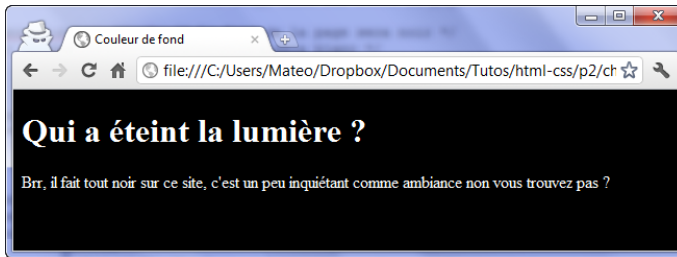 Couleur de fond
file:///C:/Users/Mateo/Dropbox/Documents/Tutos/html-css/p2/ch
Qui a éteint la lumière ?
Brr, il fait tout noir sur ce site, c'est un peu inquiétant comme ambiance non vous trouvez pas ?